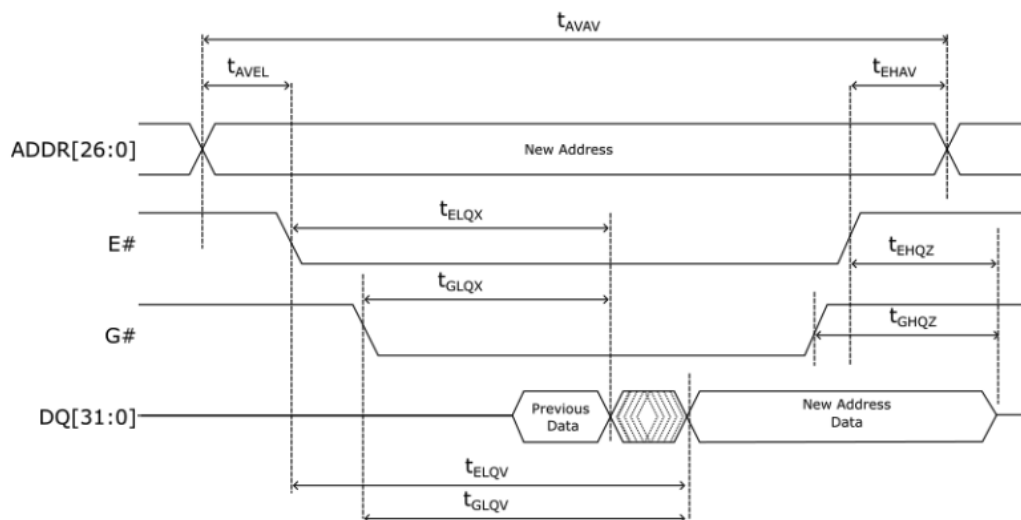 tAVAV
tAVEL
tEHAV
ADDR[26:0]
New Address
tELQX
E#
tEHQZ
tGLQX
G#
tGHQZ
DQ[31:0]
Previous
Data
New Address
Data
tELQV
tGLQV